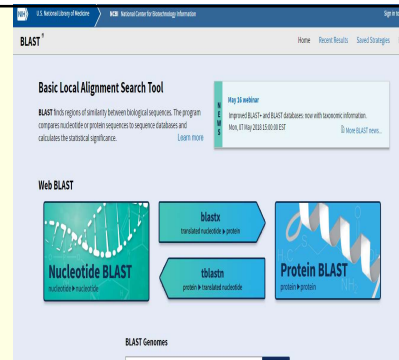 NIH U.S. National Library of Medicine NCBI National Center for Biotechnology Information Sign in to
BLAST ® Home Recent Results Saved Strategies
Basic Local Alignment Search Tool
BLAST finds regions of similarity between biological sequences. The program
compares nucleotide or protein sequences to sequence databases and
calculates the statistical significance. Learn more
NEWS
May 16 webinar
Improved BLAST+ and BLAST databases: now with taxonomic information.
Mon, 07 May 2018 15:00:00 EST More BLAST news...
Web BLAST
Nucleotide BLAST
nucleotide ▶ nucleotide
blastx
translated nucleotide ▶ protein
tblastn
protein ▶ translated nucleotide
Protein BLAST
protein ▶ protein
BLAST Genomes